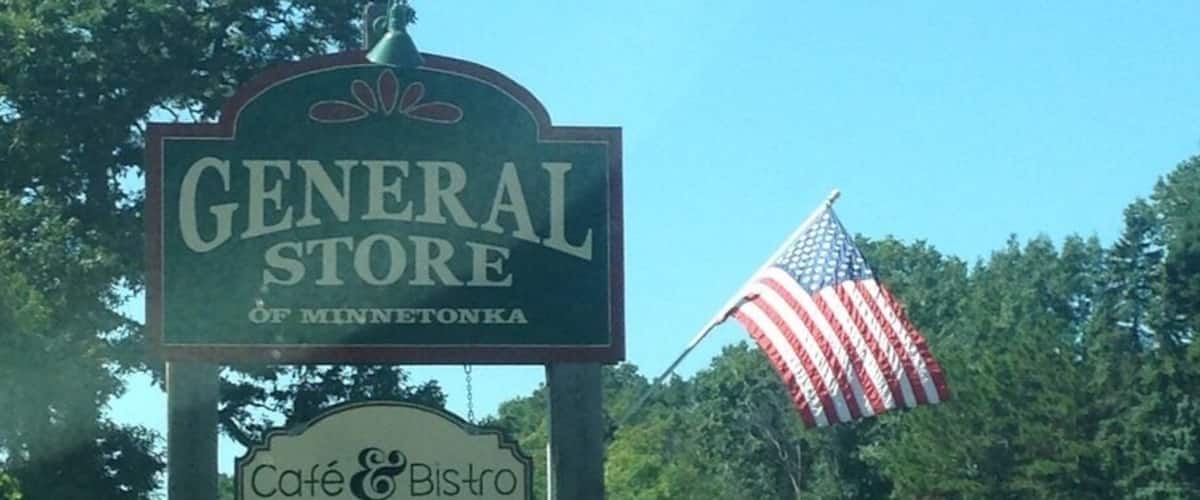 GENERAL
STORE
OF MINNETONKA
Café & Bistro